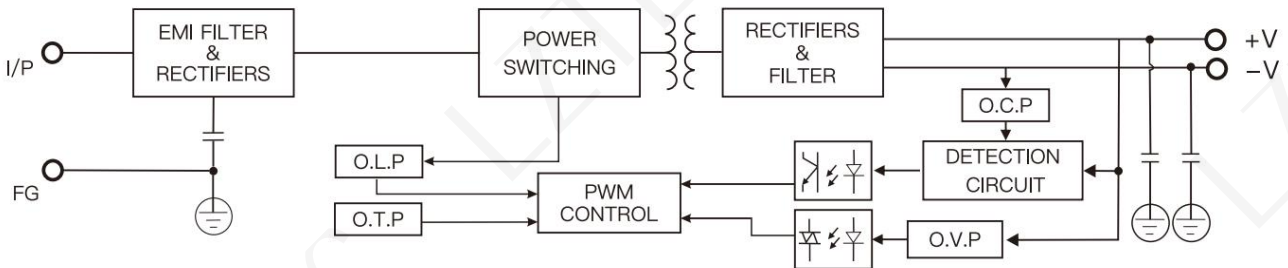 I/P
EMI FILTER
&
RECTIFIERS
POWER
SWITCHING
RECTIFIERS
&
FILTER
+V
−V
O.C.P
FG
O.L.P
O.T.P
PWM
CONTROL
DETECTION
CIRCUIT
O.V.P